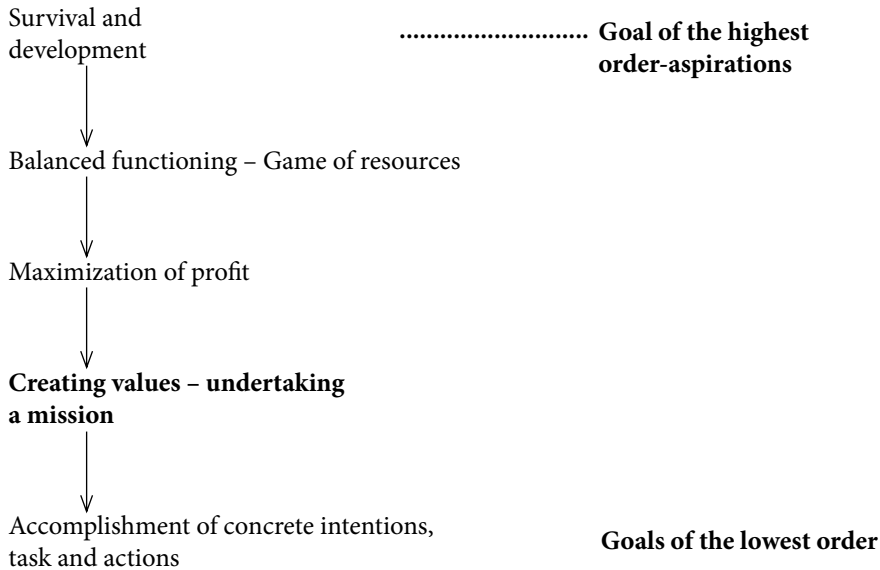 Survival and
development
............................ Goal of the highest
order-aspirations
Balanced functioning – Game of resources
Maximization of profit
Creating values – undertaking
a mission
Accomplishment of concrete intentions,
task and actions
Goals of the lowest order